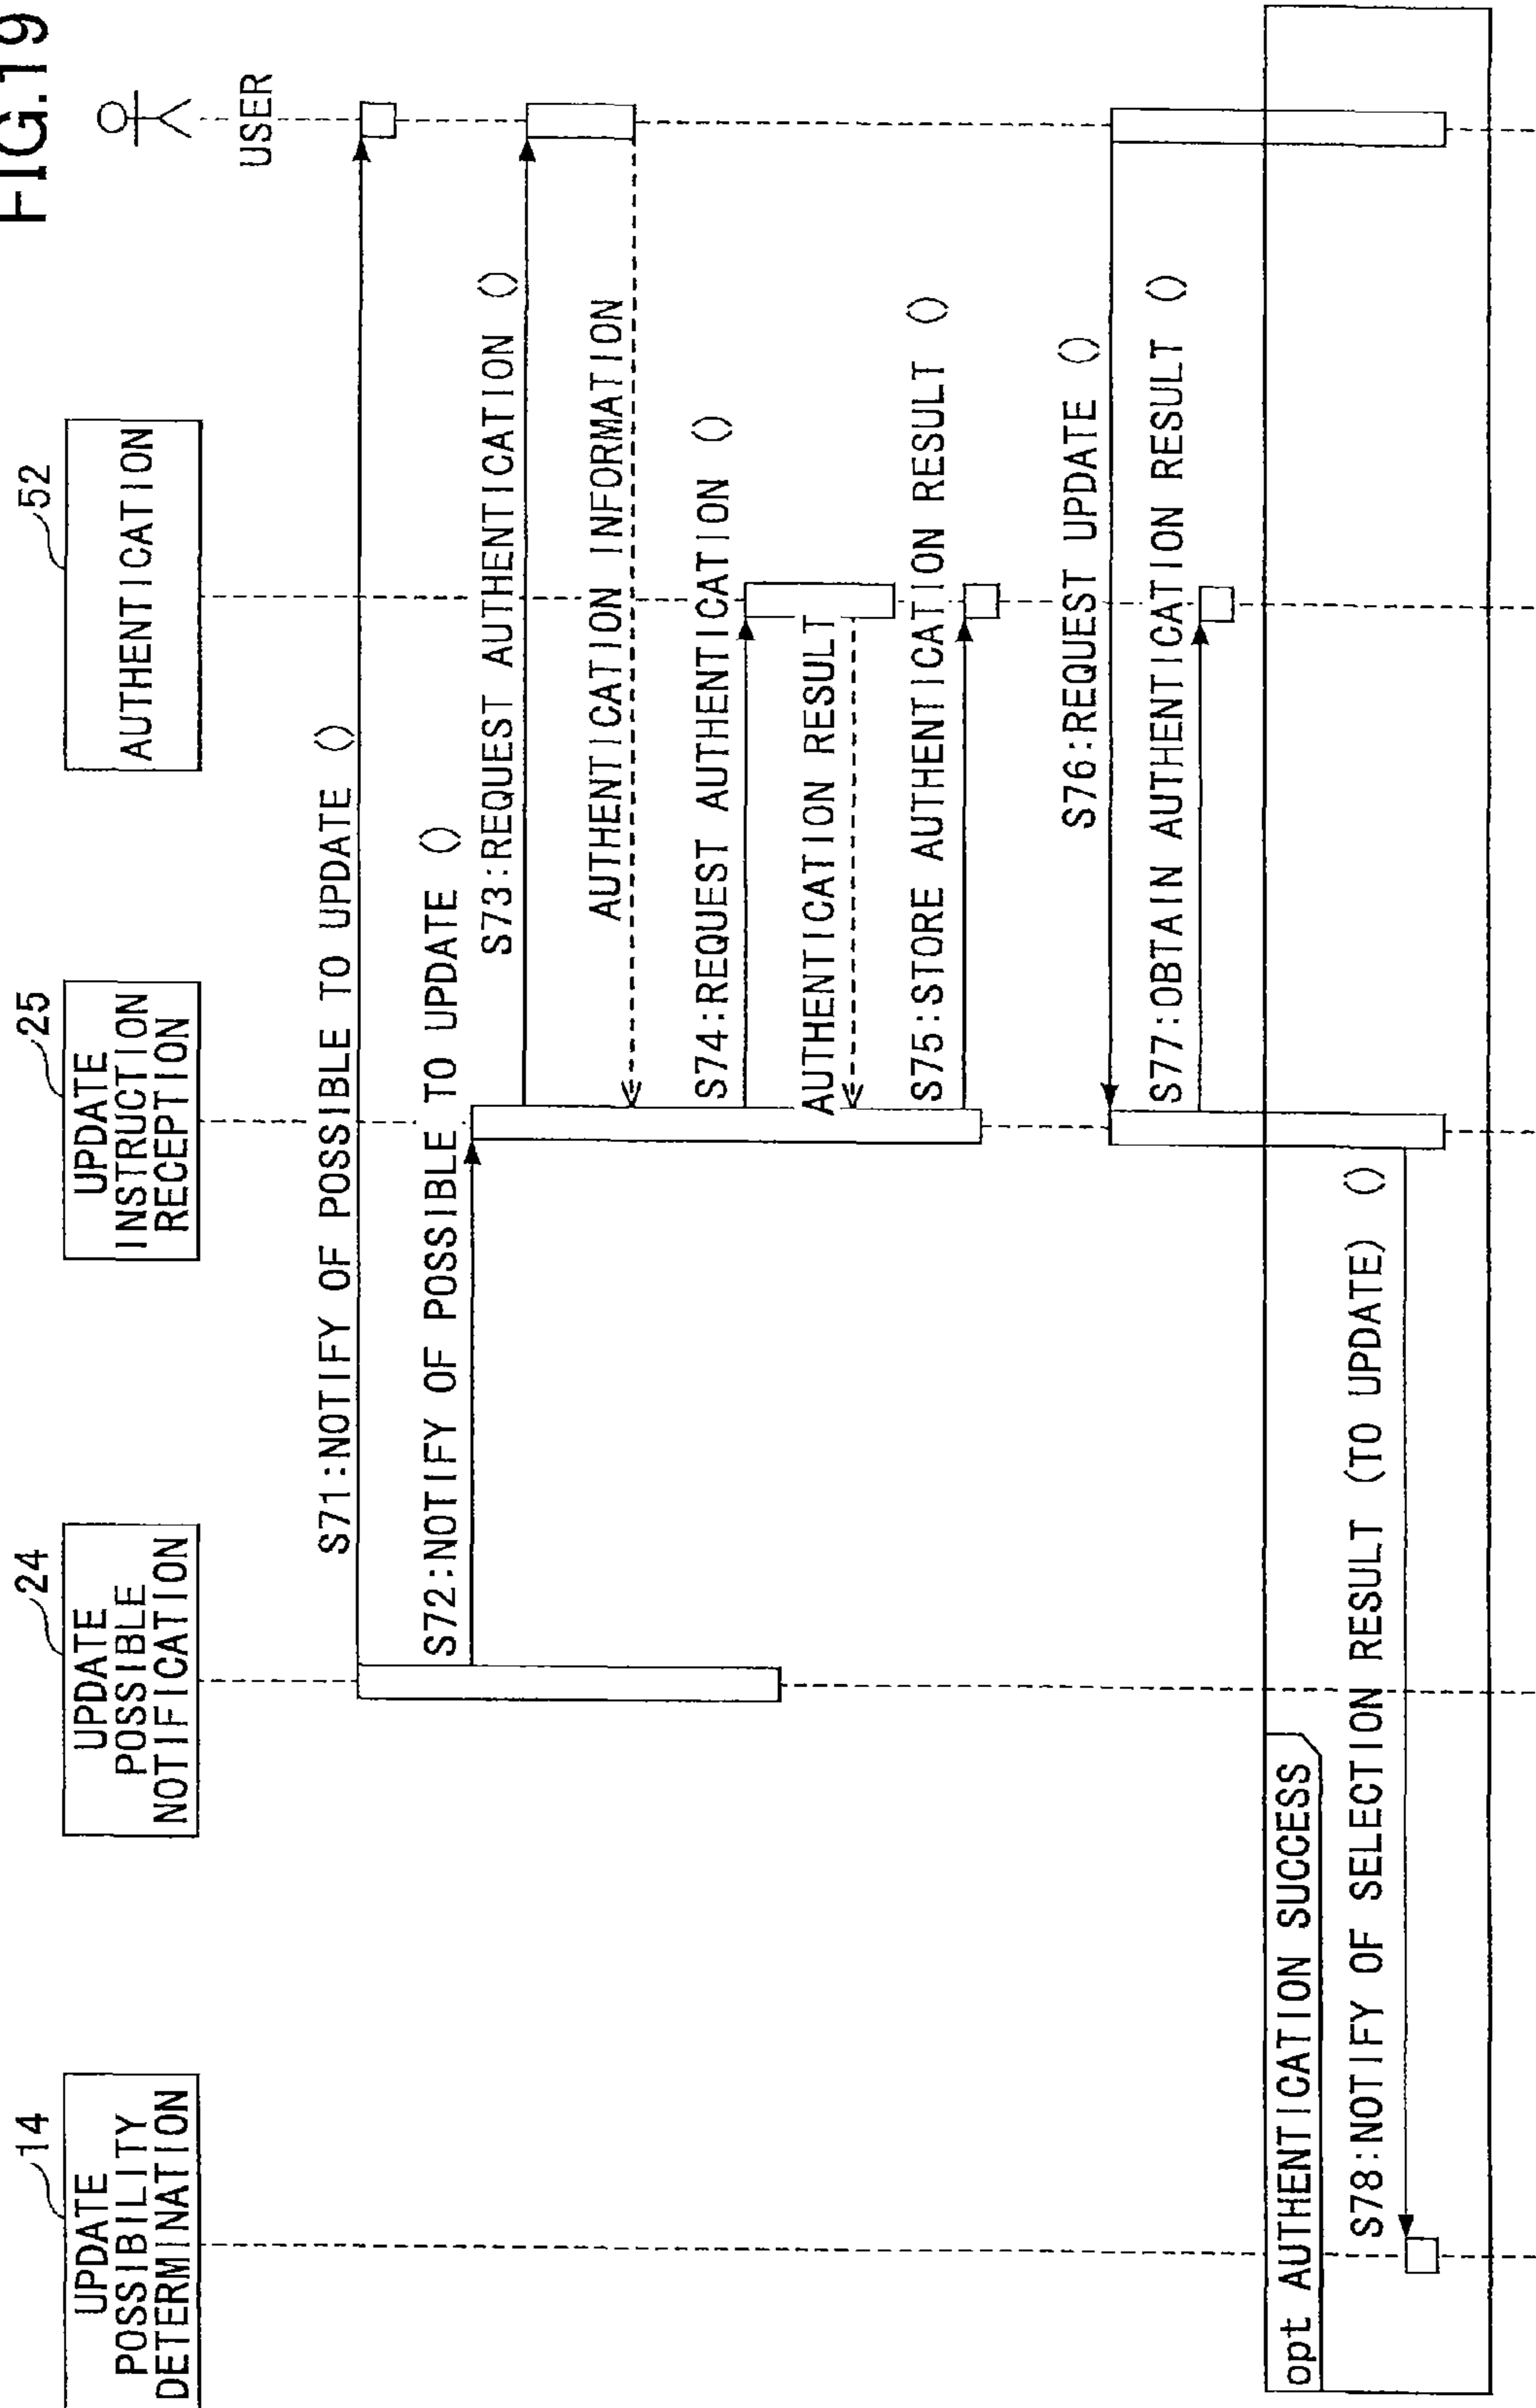 FIG.19
14
UPDATE
POSSIBILITY
DETERMINATION
24
UPDATE
POSSIBLE
NOTIFICATION
25
UPDATE
INSTRUCTION
RECEPTION
52
AUTHENTICATION
USER
S71:NOTIFY OF POSSIBLE TO UPDATE ()
S72:NOTIFY OF POSSIBLE TO UPDATE ()
S73:REQUEST AUTHENTICATION ()
AUTHENTICATION INFORMATION
S74:REQUEST AUTHENTICATION ()
AUTHENTICATION RESULT
S75:STORE AUTHENTICATION RESULT ()
S76:REQUEST UPDATE ()
S77:OBTAIN AUTHENTICATION RESULT ()
opt AUTHENTICATION SUCCESS
S78:NOTIFY OF SELECTION RESULT (TO UPDATE) ()